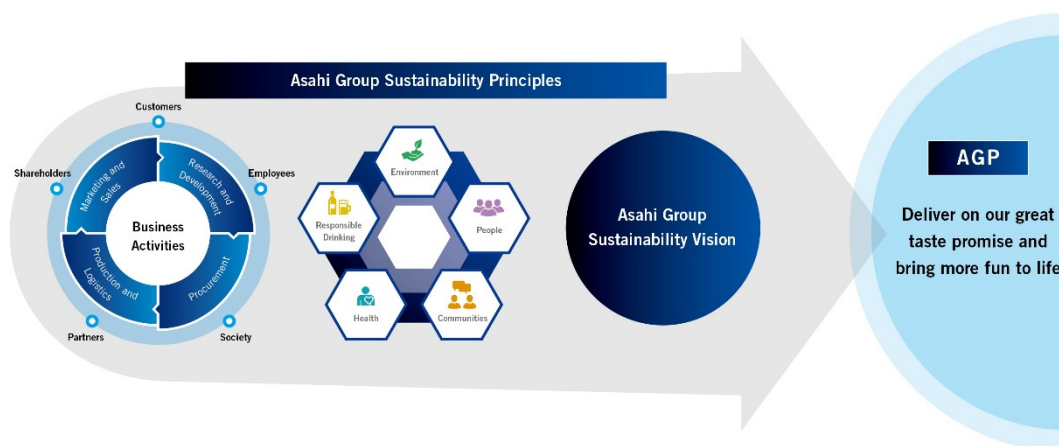 Asahi Group Sustainability Principles
Customers
Shareholders
Employees
Partners
Society
Marketing and
Sales
Research and
Development
Production and
Logistics
Procurement
Business
Activities
Environment
Responsible
Drinking
People
Health
Communities
Asahi Group
Sustainability Vision
AGP
Deliver on our great
taste promise and
bring more fun to life